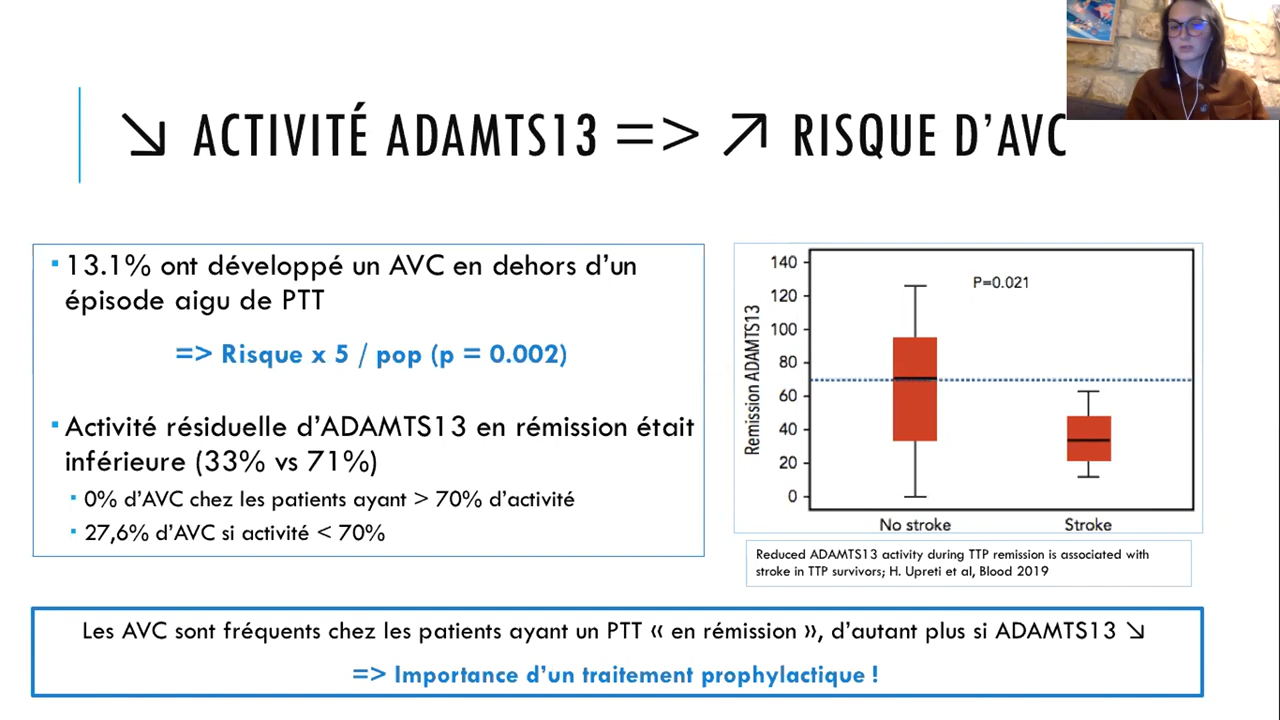 ↘ ACTIVITÉ ADAMTS13 => ↗ RISQUE D'AVC
▪ 13.1% ont développé un AVC en dehors d'un
épisode aigu de PTT
=> Risque x 5 / pop (p = 0.002)
▪ Activité résiduelle d'ADAMTS13 en rémission était
inférieure (33% vs 71%)
▪ 0% d'AVC chez les patients ayant > 70% d'activité
▪ 27,6% d'AVC si activité < 70%
Remission ADAMTS13
140
120
100
80
60
40
20
0
P=0.021
No stroke Stroke
Reduced ADAMTS13 activity during TTP remission is associated with
stroke in TTP survivors; H. Upreti et al, Blood 2019
Les AVC sont fréquents chez les patients ayant un PTT « en rémission », d'autant plus si ADAMTS13 ↘
=> Importance d'un traitement prophylactique !